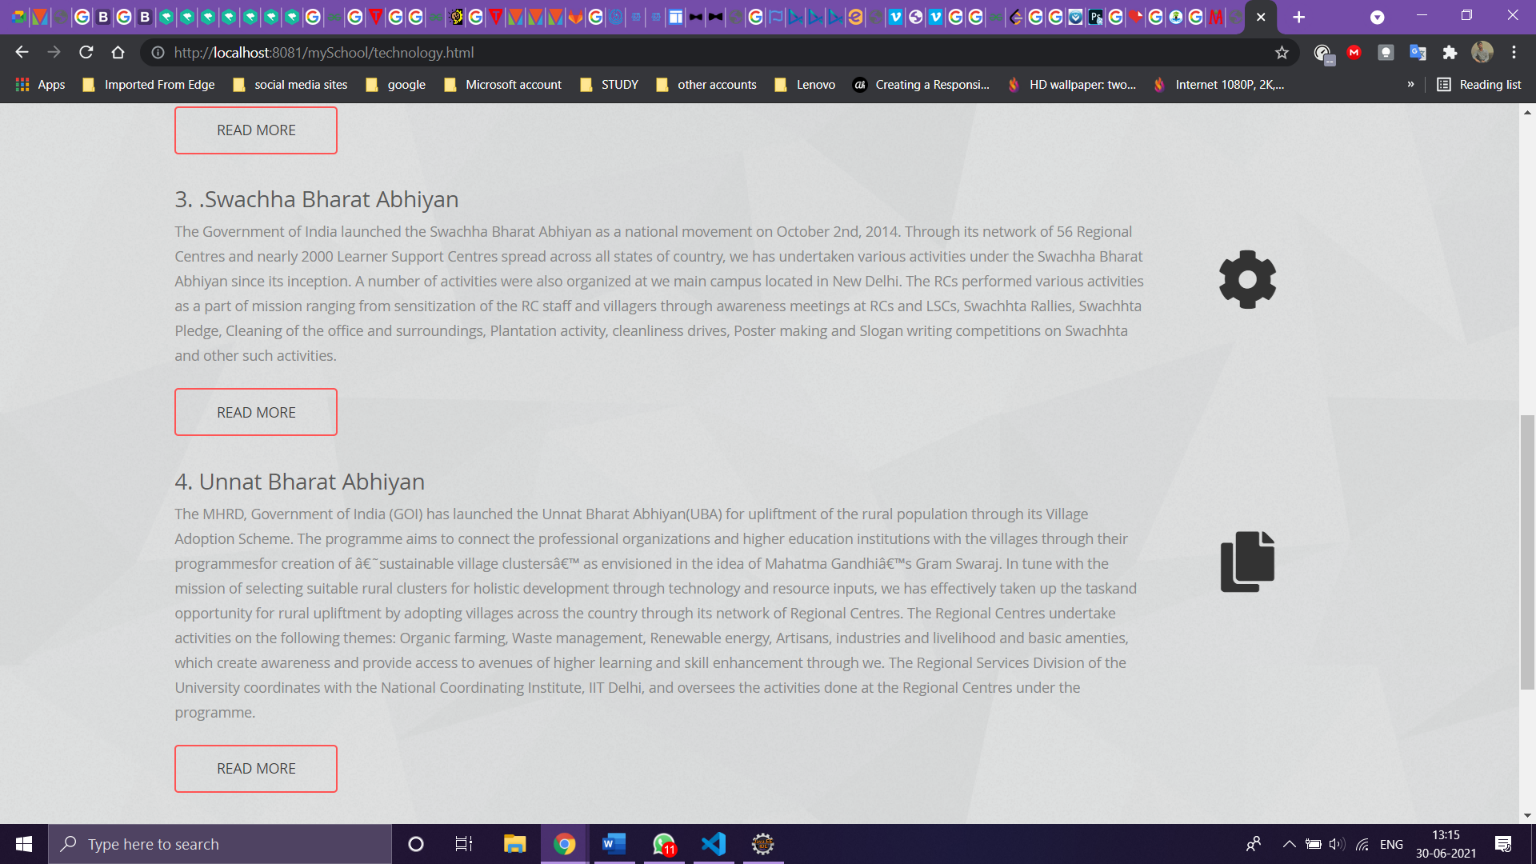 http://localhost:8081/mySchool/technology.html
Apps Imported From Edge social media sites google Microsoft account STUDY other accounts Lenovo Creating a Responsi... HD wallpaper: two... Internet 1080P, 2K,... » Reading list
READ MORE
3. .Swachha Bharat Abhiyan
The Government of India launched the Swachha Bharat Abhiyan as a national movement on October 2nd, 2014. Through its network of 56 Regional
Centres and nearly 2000 Learner Support Centres spread across all states of country, we has undertaken various activities under the Swachha Bharat
Abhiyan since its inception. A number of activities were also organized at we main campus located in New Delhi. The RCs performed various activities
as a part of mission ranging from sensitization of the RC staff and villagers through awareness meetings at RCs and LSCs, Swachhta Rallies, Swachhta
Pledge, Cleaning of the office and surroundings, Plantation activity, cleanliness drives, Poster making and Slogan writing competitions on Swachhta
and other such activities.
READ MORE
4. Unnat Bharat Abhiyan
The MHRD, Government of India (GOI) has launched the Unnat Bharat Abhiyan(UBA) for upliftment of the rural population through its Village
Adoption Scheme. The programme aims to connect the professional organizations and higher education institutions with the villages through their
programmesfor creation of â€˜sustainable village clustersâ€™ as envisioned in the idea of Mahatma Gandhiâ€™s Gram Swaraj. In tune with the
mission of selecting suitable rural clusters for holistic development through technology and resource inputs, we has effectively taken up the taskand
opportunity for rural upliftment by adopting villages across the country through its network of Regional Centres. The Regional Centres undertake
activities on the following themes: Organic farming, Waste management, Renewable energy, Artisans, industries and livelihood and basic amenties,
which create awareness and provide access to avenues of higher learning and skill enhancement through we. The Regional Services Division of the
University coordinates with the National Coordinating Institute, IIT Delhi, and oversees the activities done at the Regional Centres under the
programme.
READ MORE
Type here to search
11
ENG
13:15
30-06-2021